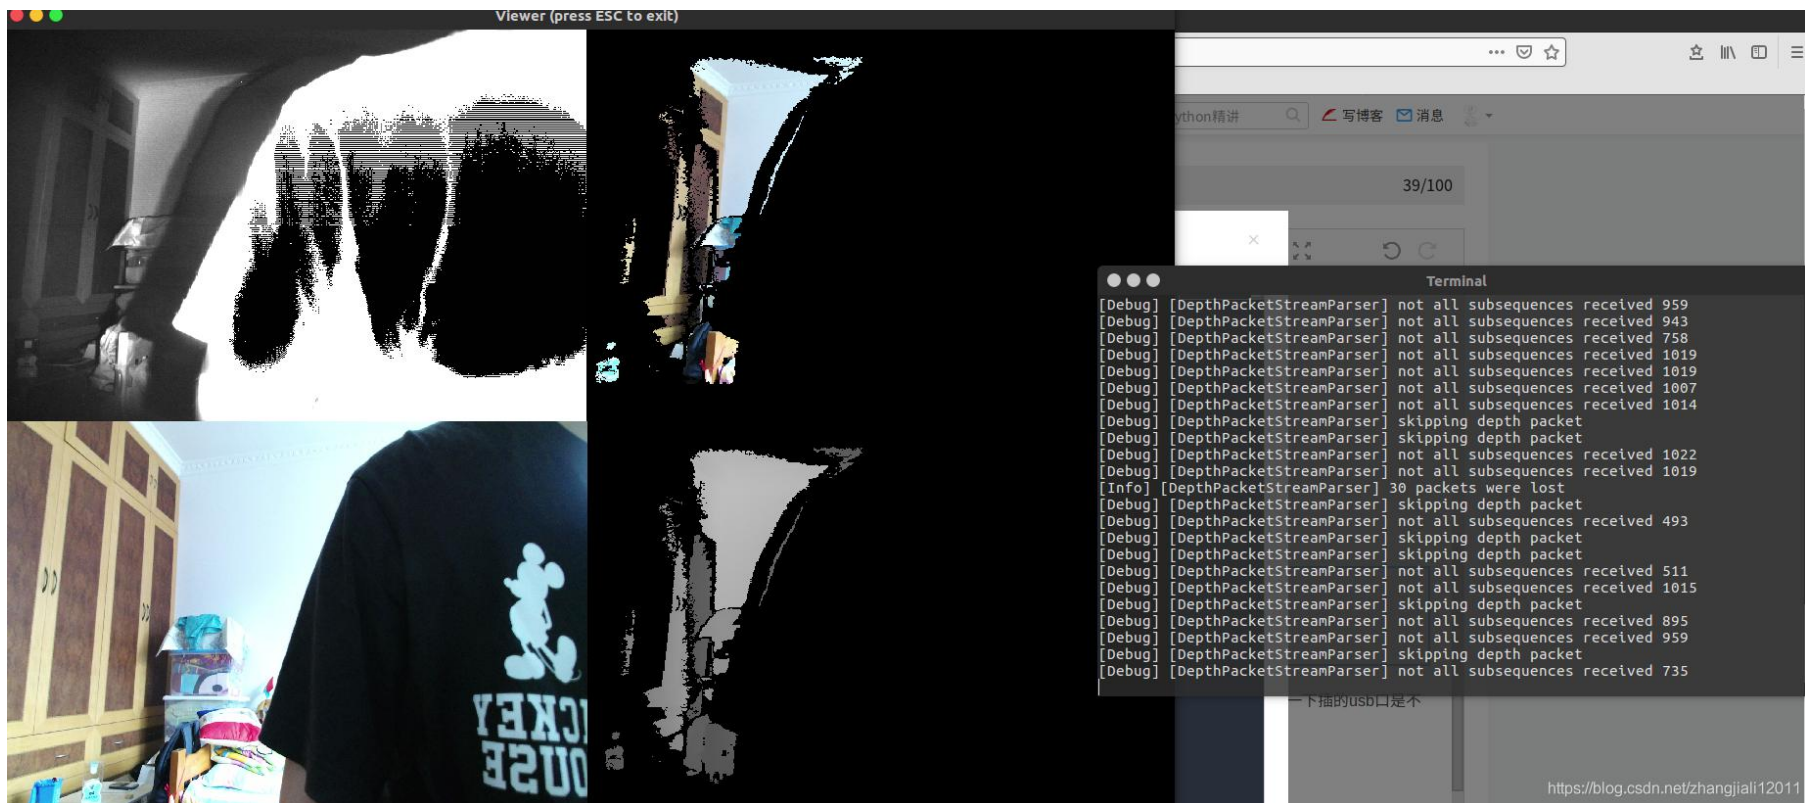 Viewer (press ESC to exit)
ython精讲
写博客
消息
39/100
Terminal
[Debug] [DepthPacketStreamParser] not all subsequences received 959
[Debug] [DepthPacketStreamParser] not all subsequences received 943
[Debug] [DepthPacketStreamParser] not all subsequences received 758
[Debug] [DepthPacketStreamParser] not all subsequences received 1019
[Debug] [DepthPacketStreamParser] not all subsequences received 1019
[Debug] [DepthPacketStreamParser] not all subsequences received 1007
[Debug] [DepthPacketStreamParser] not all subsequences received 1014
[Debug] [DepthPacketStreamParser] skipping depth packet
[Debug] [DepthPacketStreamParser] skipping depth packet
[Debug] [DepthPacketStreamParser] not all subsequences received 1022
[Debug] [DepthPacketStreamParser] not all subsequences received 1019
[Info] [DepthPacketStreamParser] 30 packets were lost
[Debug] [DepthPacketStreamParser] skipping depth packet
[Debug] [DepthPacketStreamParser] not all subsequences received 493
[Debug] [DepthPacketStreamParser] skipping depth packet
[Debug] [DepthPacketStreamParser] skipping depth packet
[Debug] [DepthPacketStreamParser] not all subsequences received 511
[Debug] [DepthPacketStreamParser] not all subsequences received 1015
[Debug] [DepthPacketStreamParser] skipping depth packet
[Debug] [DepthPacketStreamParser] not all subsequences received 895
[Debug] [DepthPacketStreamParser] not all subsequences received 959
[Debug] [DepthPacketStreamParser] skipping depth packet
[Debug] [DepthPacketStreamParser] not all subsequences received 735
一下插的usb口是不
ICKEY
OUSE
https://blog.csdn.net/zhangjiali12011